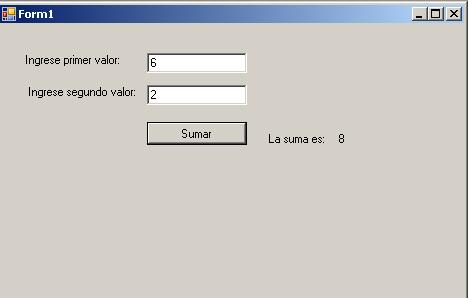 Form1
Ingrese primer valor: 6
Ingrese segundo valor: 2
Sumar
La suma es: 8